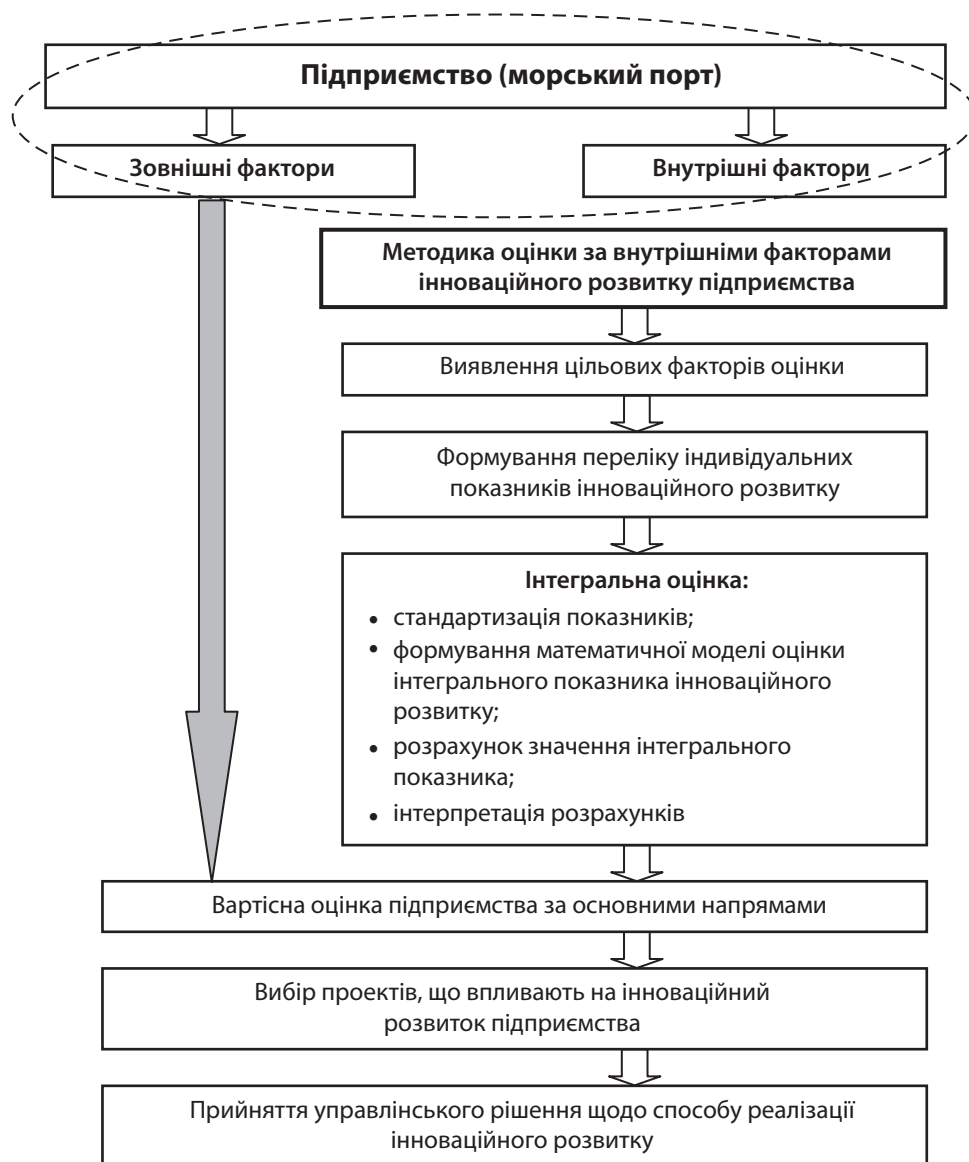 Підприємство (морський порт)
Зовнішні фактори
Внутрішні фактори
Методика оцінки за внутрішніми факторами
інноваційного розвитку підприємства
Виявлення цільових факторів оцінки
Формування переліку індивідуальних
показників інноваційного розвитку
Інтегральна оцінка:
• стандартизація показників;
• формування математичної моделі оцінки
інтегрального показника інноваційного
розвитку;
• розрахунок значення інтегрального
показника;
• інтерпретація розрахунків
Вартісна оцінка підприємства за основними напрямами
Вибір проектів, що впливають на інноваційний
розвиток підприємства
Прийняття управлінського рішення щодо способу реалізації
інноваційного розвитку